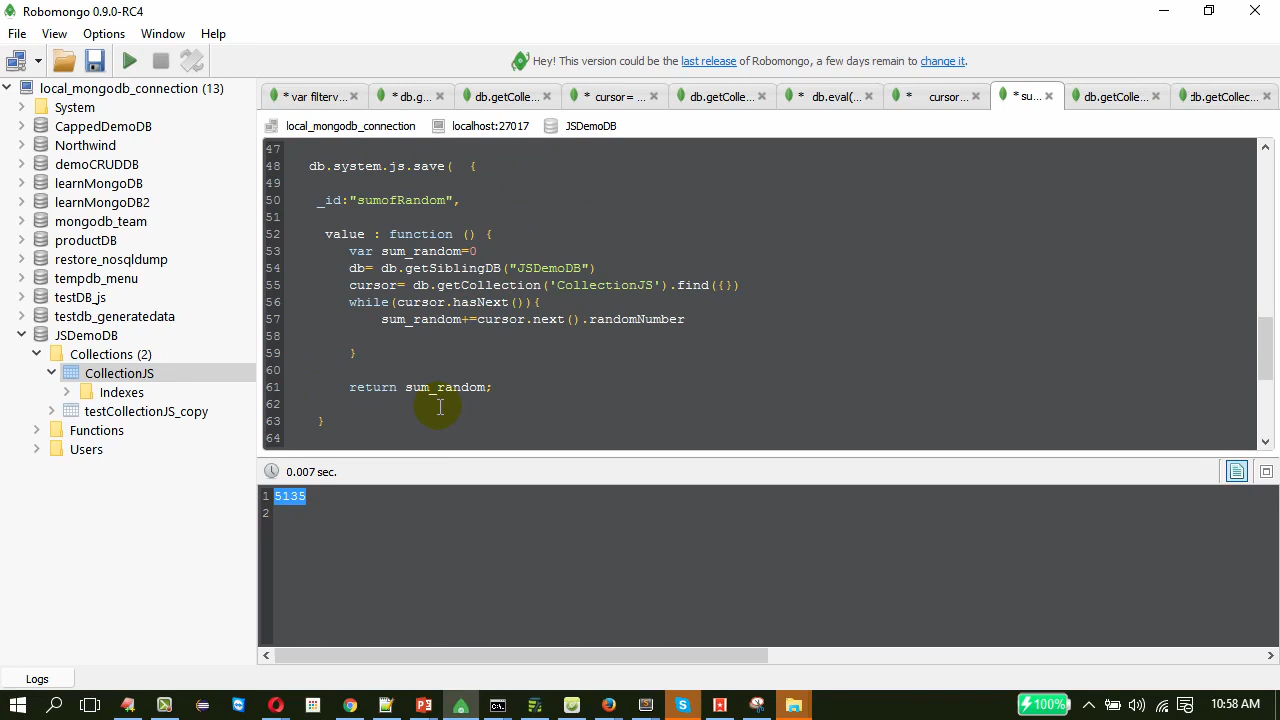 Robomongo 0.9.0-RC4
File View Options Window Help
Hey! This version could be the last release of Robomongo, a few days remain to change it.
local_mongodb_connection (13)
System
CappedDemoDB
Northwind
demoCRUDDB
learnMongoDB
learnMongoDB2
mongodb_team
productDB
restore_nosqldump
tempdb_menu
testDB_js
testdb_generatedata
JSDemoDB
Collections (2)
CollectionJS
Indexes
testCollectionJS_copy
Functions
Users
* var filterv... * db.g... db.getColle... * cursor= ... db.getColle... * db.eval(... * cursor... * su... db.getColle... db.getCollec...
local_mongodb_connection localhost:27017 JSDemoDB
47
48 db.system.js.save( {
49
50 _id:"sumofRandom",
51
52 value : function () {
53 var sum_random=0
54 db= db.getSiblingDB("JSDemoDB")
55 cursor= db.getCollection('CollectionJS').find({})
56 while(cursor.hasNext()){
57 sum_random+=cursor.next().randomNumber
58
59 }
60
61 return sum_random;
62
63 }
64
0.007 sec.
1 5135
2
Logs
100% 10:58 AM